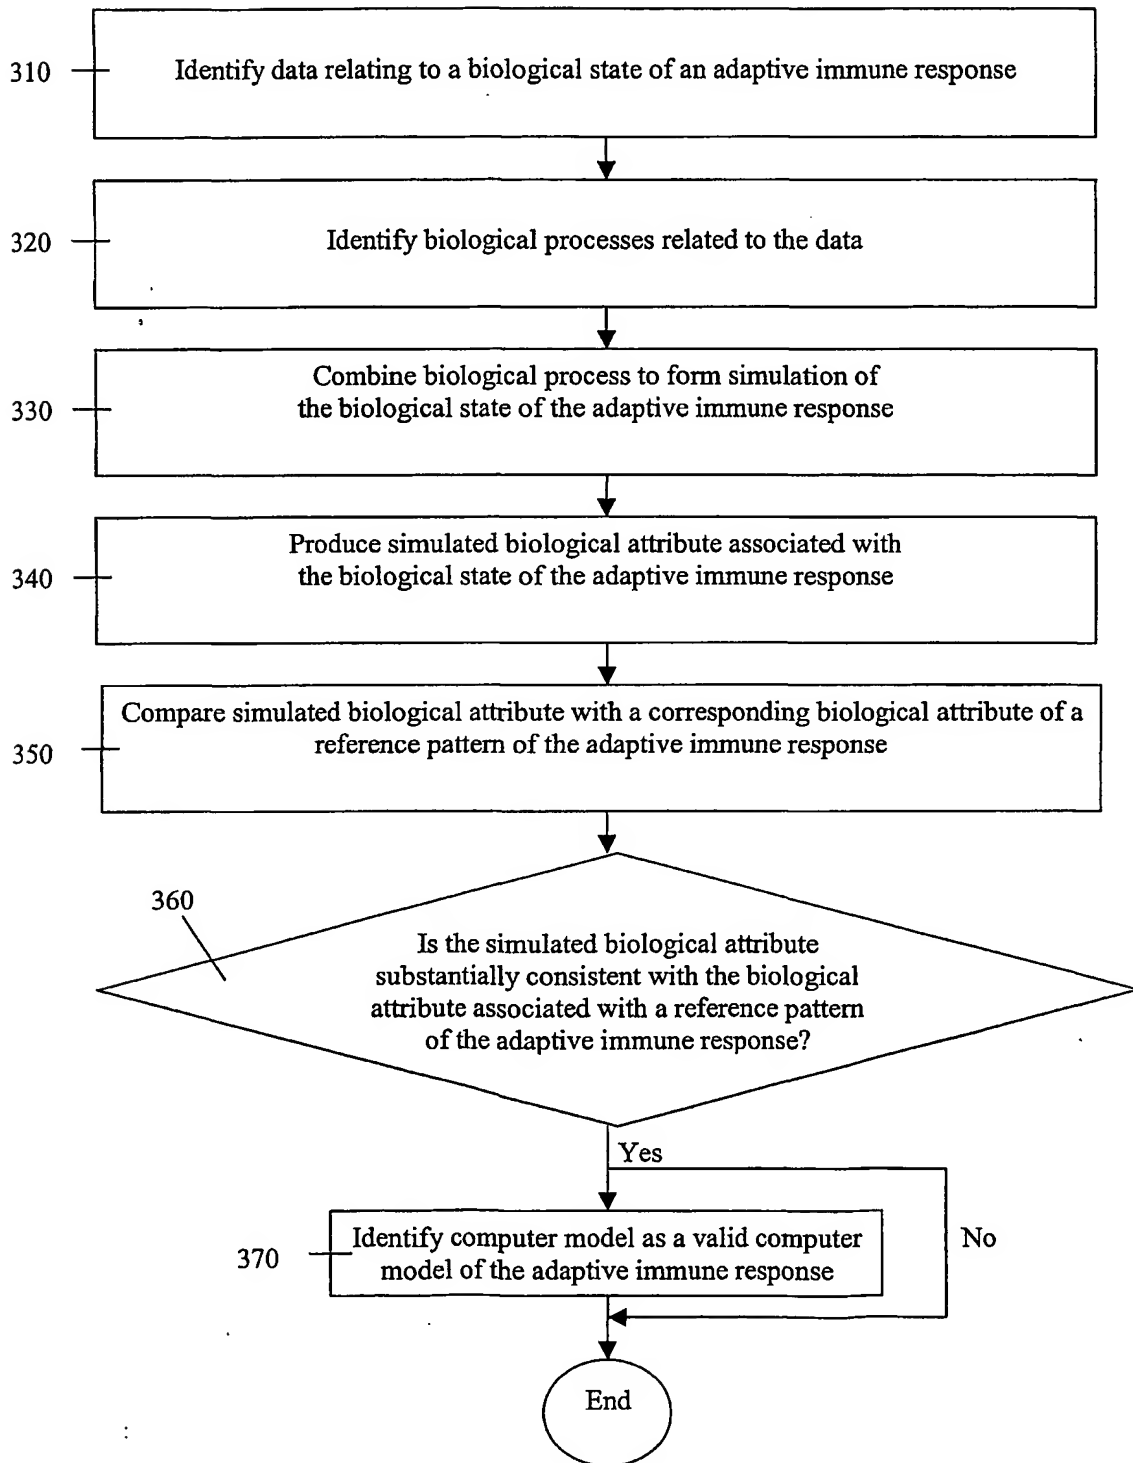 310
Identify data relating to a biological state of an adaptive immune response
320
Identify biological processes related to the data
330
Combine biological process to form simulation of
the biological state of the adaptive immune response
340
Produce simulated biological attribute associated with
the biological state of the adaptive immune response
350
Compare simulated biological attribute with a corresponding biological attribute of a
reference pattern of the adaptive immune response
360
Is the simulated biological attribute
substantially consistent with the biological
attribute associated with a reference pattern
of the adaptive immune response?
Yes
No
370
Identify computer model as a valid computer
model of the adaptive immune response
End